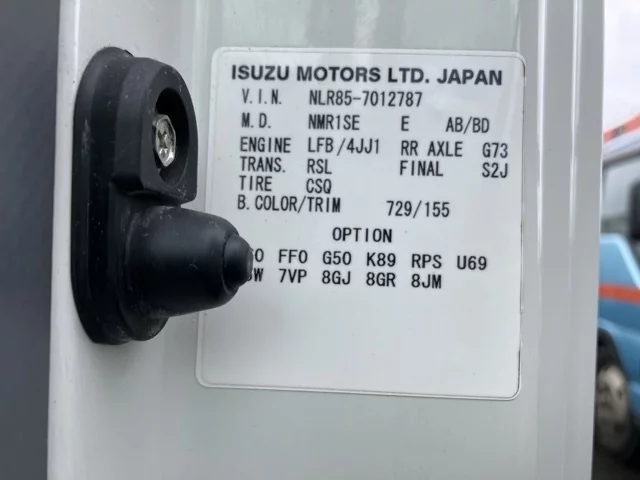 ISUZU MOTORS LTD. JAPAN
V.I.N. NLR85-7012787
M.D. NMR1SE E AB/BD
ENGINE LFB/4JJ1 RR AXLE G73
TRANS. RSL FINAL S2J
TIRE CSQ
B.COLOR/TRIM 729/155
OPTION
FF0 G50 K89 RPS U69
7VP 8GJ 8GR 8JM